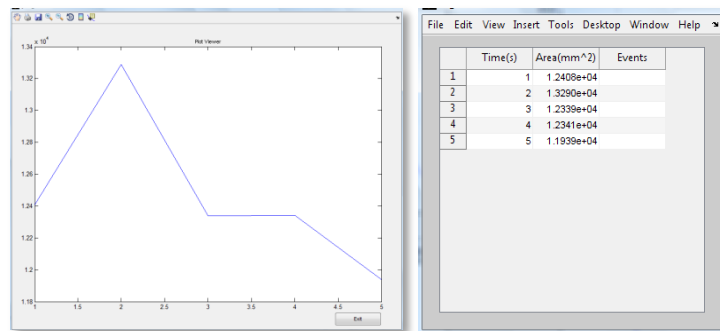 x 10^4
Plot Viewer
1.34
1.32
1.3
1.28
1.26
1.24
1.22
1.2
1.18
1 1.5 2 2.5 3 3.5 4 4.5 5
Exit
File Edit View Insert Tools Desktop Window Help
Time(s) Area(mm^2) Events
1 1 1.2408e+04
2 2 1.3290e+04
3 3 1.2339e+04
4 4 1.2341e+04
5 5 1.1939e+04